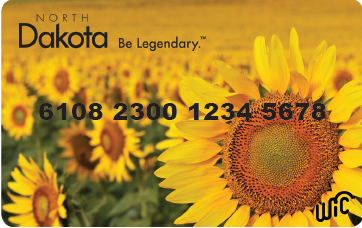 NORTH
Dakota Be Legendary.™
6108 2300 1234 5678
WIC